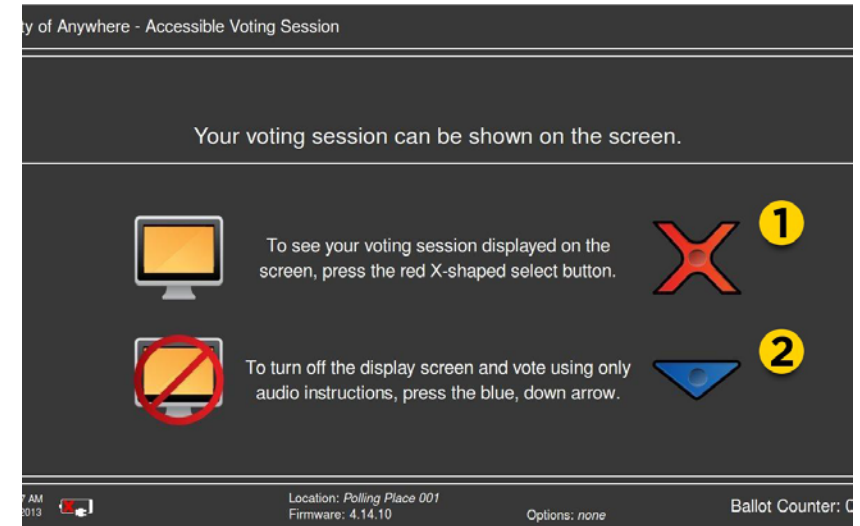 ty of Anywhere - Accessible Voting Session
Your voting session can be shown on the screen.
To see your voting session displayed on the
screen, press the red X-shaped select button.
1
To turn off the display screen and vote using only
audio instructions, press the blue, down arrow.
2
7 AM
2013
Location: Polling Place 001
Firmware: 4.14.10
Options: none
Ballot Counter: